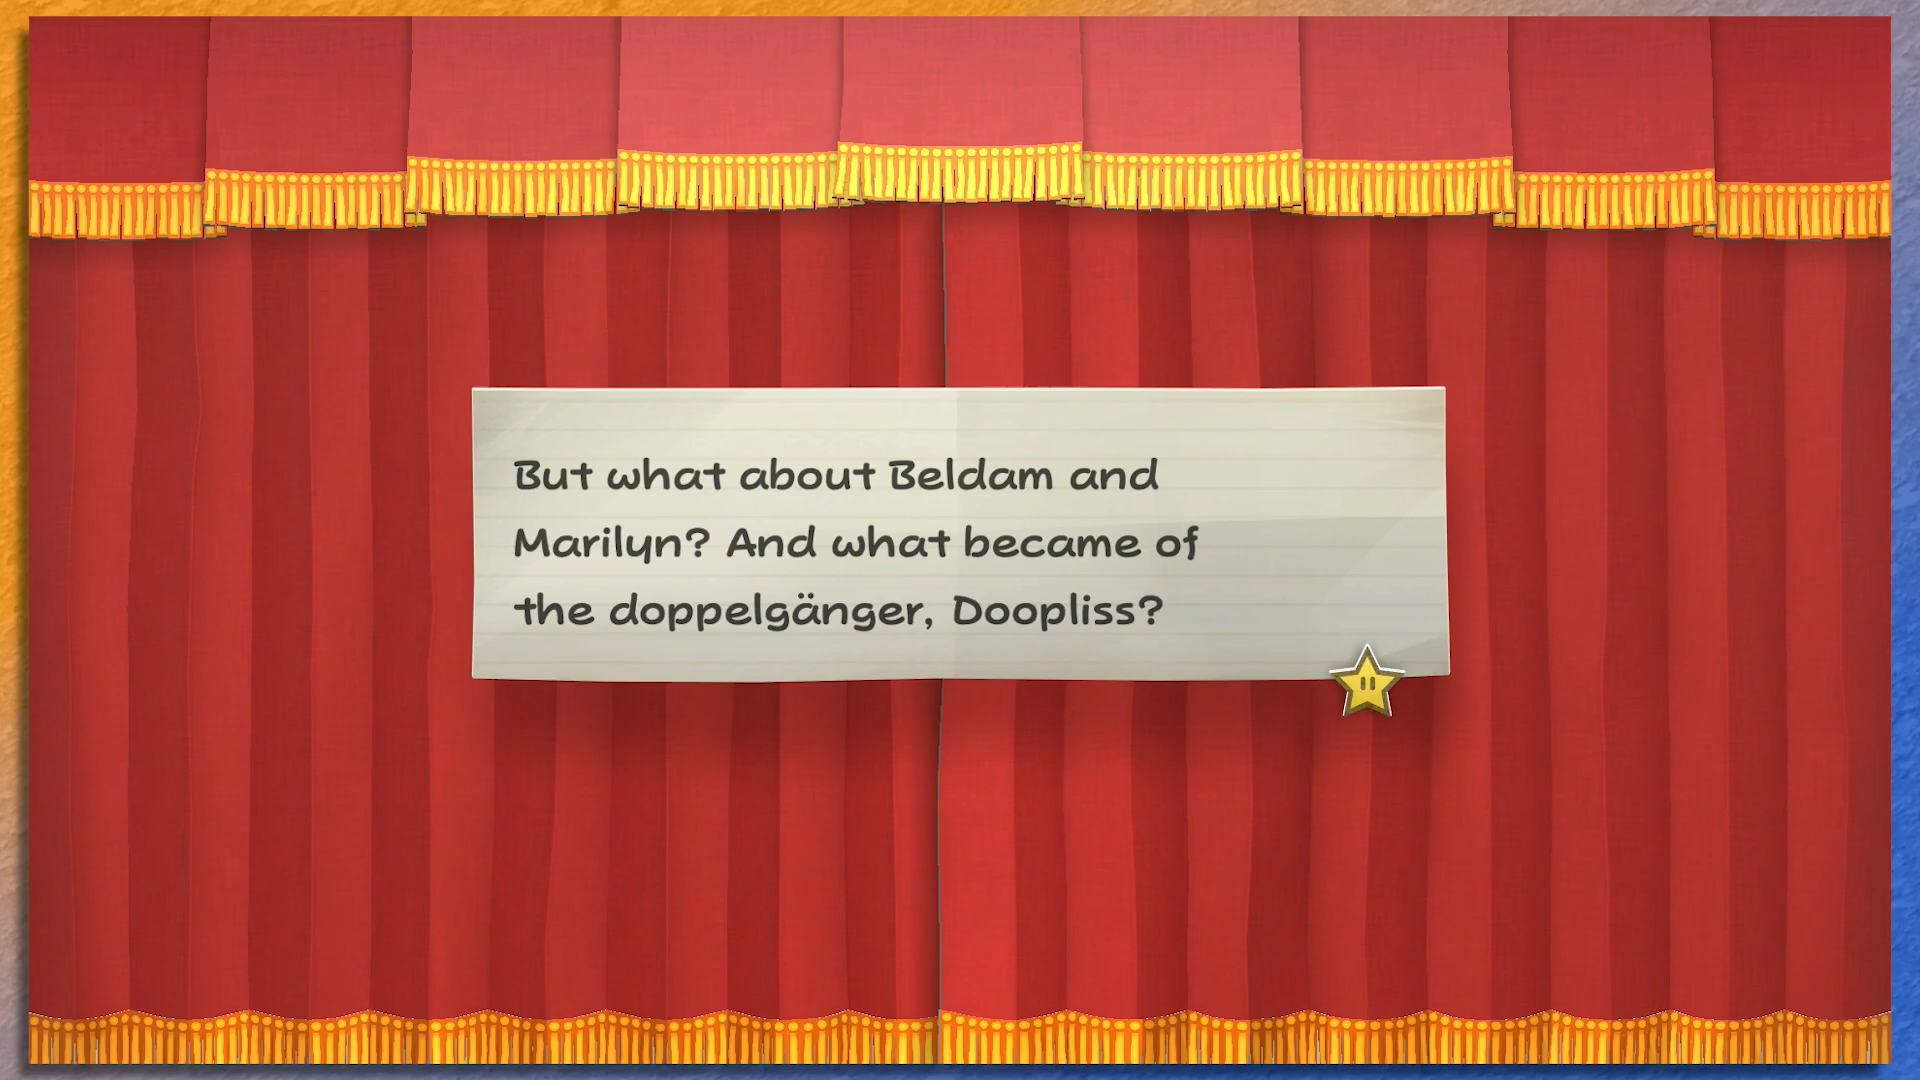 But what about Beldam and
Marilyn? And what became of
the doppelgänger, Doopliss?